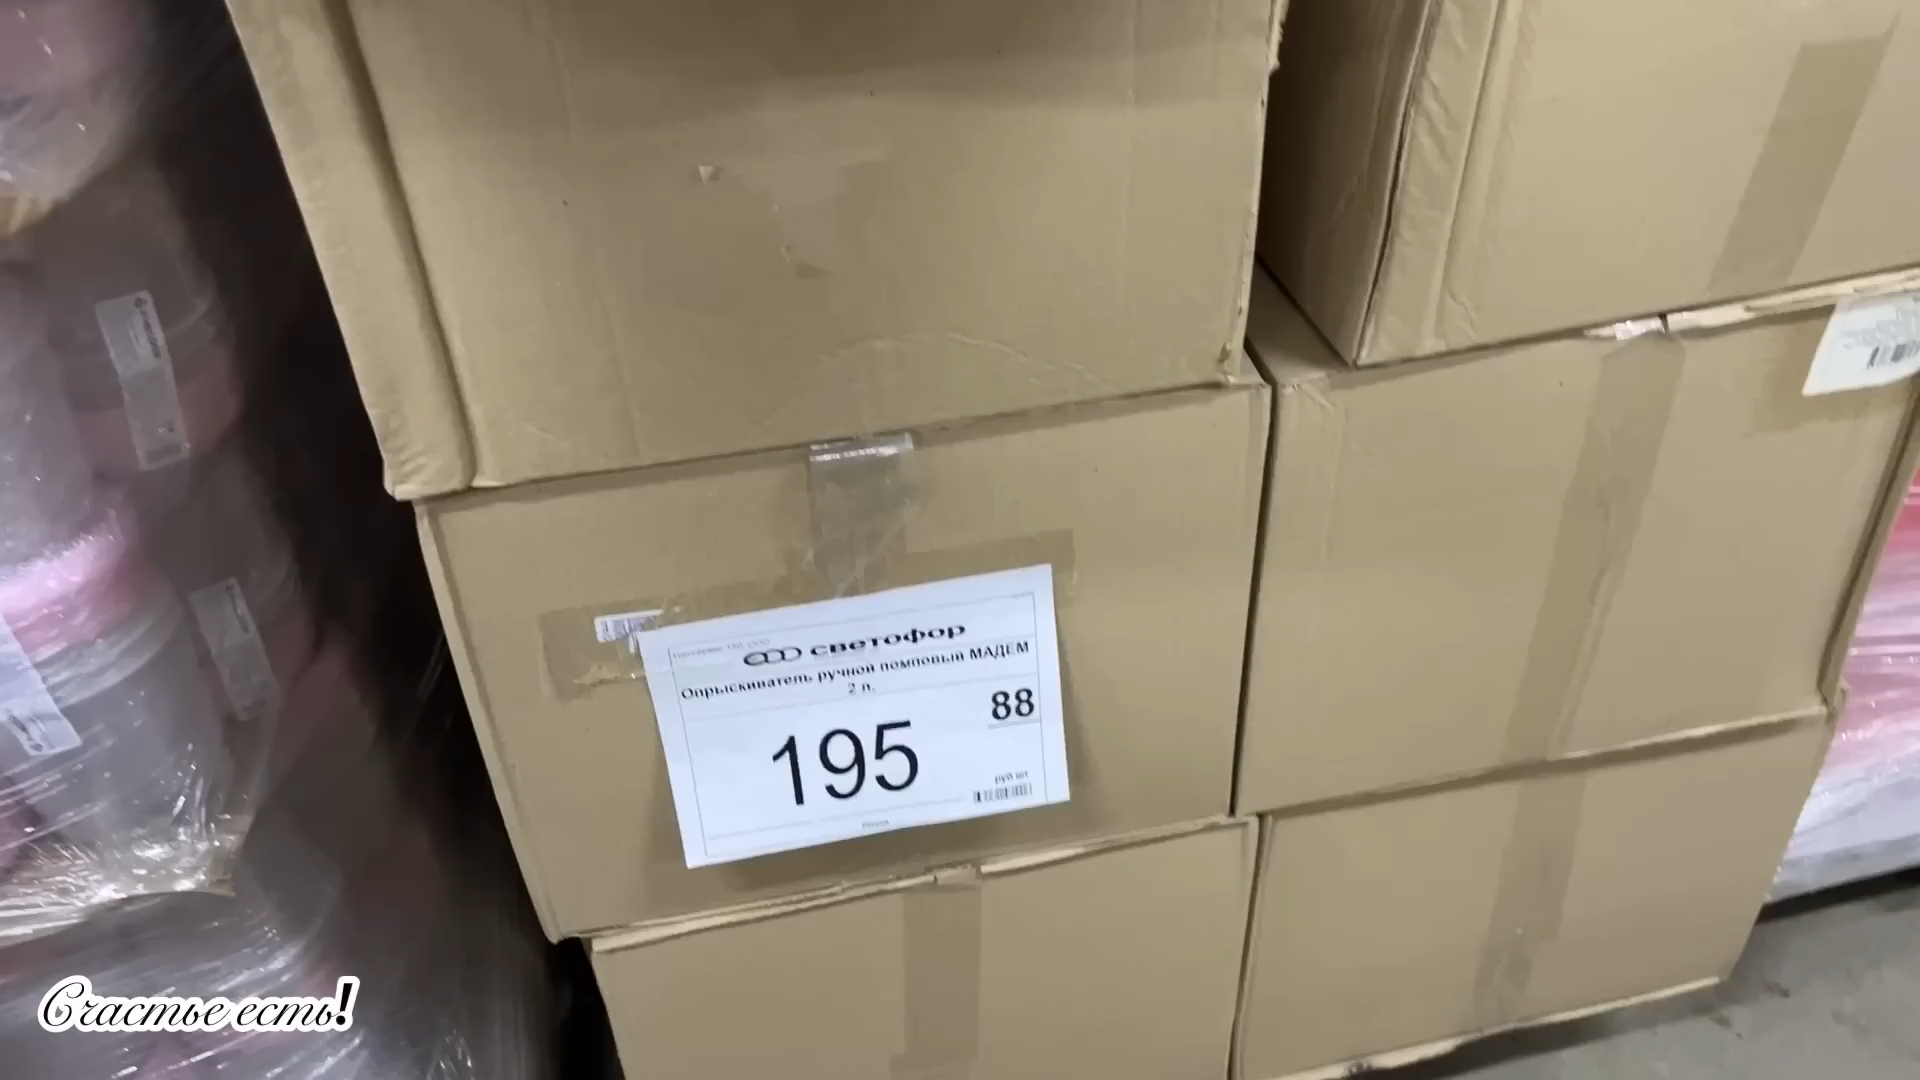 светофор
Опрыскиватель ручной помповый МАДЕМ
2 л.
195 88
руб шт
Счастье есть!